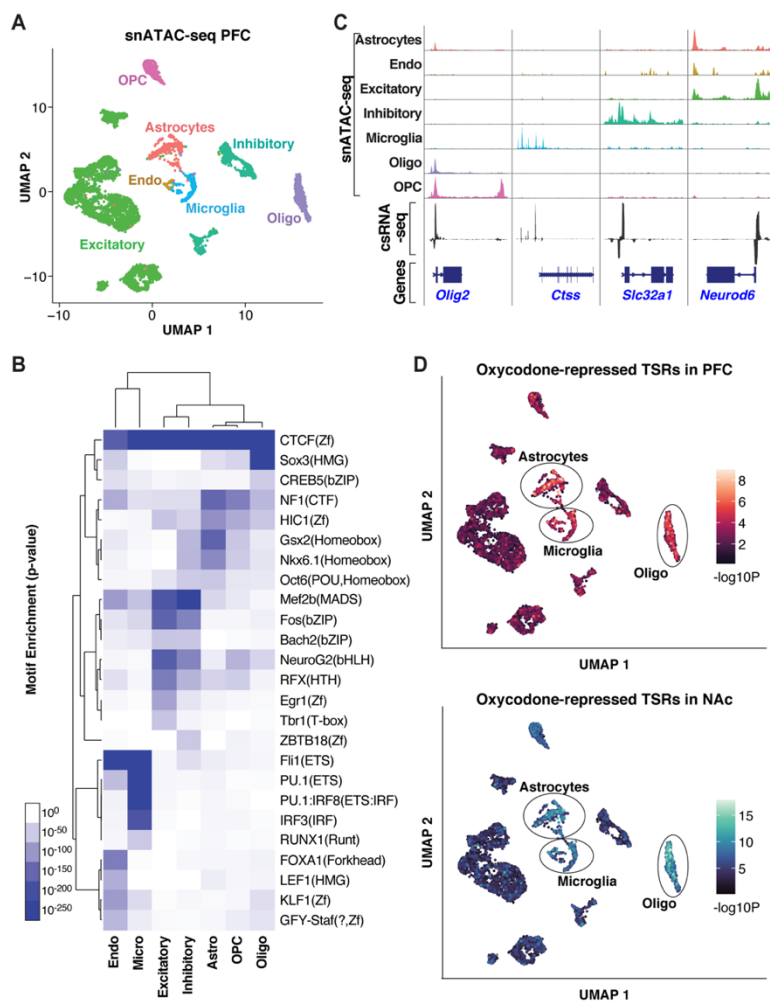 A
snATAC-seq PFC
OPC
Astrocytes
Inhibitory
Endo
Microglia
Oligo
Excitatory
UMAP 2
10
0
−10
−10
0
10
UMAP 1
C
snATAC-seq
Astrocytes
Endo
Excitatory
Inhibitory
Microglia
Oligo
OPC
csRNA
-seq
Genes
Olig2
Ctss
Slc32a1
Neurod6
B
Motif Enrichment (p-value)
CTCF(Zf)
Sox3(HMG)
CREB5(bZIP)
NF1(CTF)
HIC1(Zf)
Gsx2(Homeobox)
Nkx6.1(Homeobox)
Oct6(POU,Homeobox)
Mef2b(MADS)
Fos(bZIP)
Bach2(bZIP)
NeuroG2(bHLH)
RFX(HTH)
Egr1(Zf)
Tbr1(T-box)
ZBTB18(Zf)
Fli1(ETS)
PU.1(ETS)
PU.1:IRF8(ETS:IRF)
IRF3(IRF)
RUNX1(Runt)
FOXA1(Forkhead)
LEF1(HMG)
KLF1(Zf)
GFY-Staf(?,Zf)
10^0
10^-50
10^-100
10^-150
10^-200
10^-250
Endo
Micro
Excitatory
Inhibitory
Astro
OPC
Oligo
D
Oxycodone-repressed TSRs in PFC
Astrocytes
Microglia
Oligo
8
6
4
2
-log10P
UMAP 2
UMAP 1
Oxycodone-repressed TSRs in NAc
Astrocytes
Microglia
Oligo
15
10
5
-log10P
UMAP 2
UMAP 1